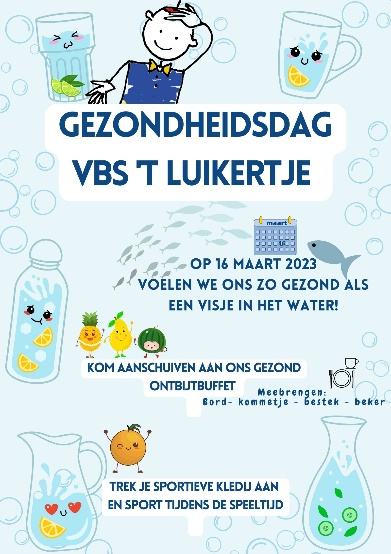 GEZONDHEIDSDAG
VBS 'T LUIKERTJE
maart
16
OP 16 MAART 2023
VOELEN WE ONS ZO GEZOND ALS
EEN VISJE IN HET WATER!
KOM AANSCHUIVEN AAN ONS GEZOND
ONTBIJTBUFFET
Meebrengen:
Bord- kommetje - bestek - beker
TREK JE SPORTIEVE KLEDIJ AAN
EN SPORT TIJDENS DE SPEELTIJD